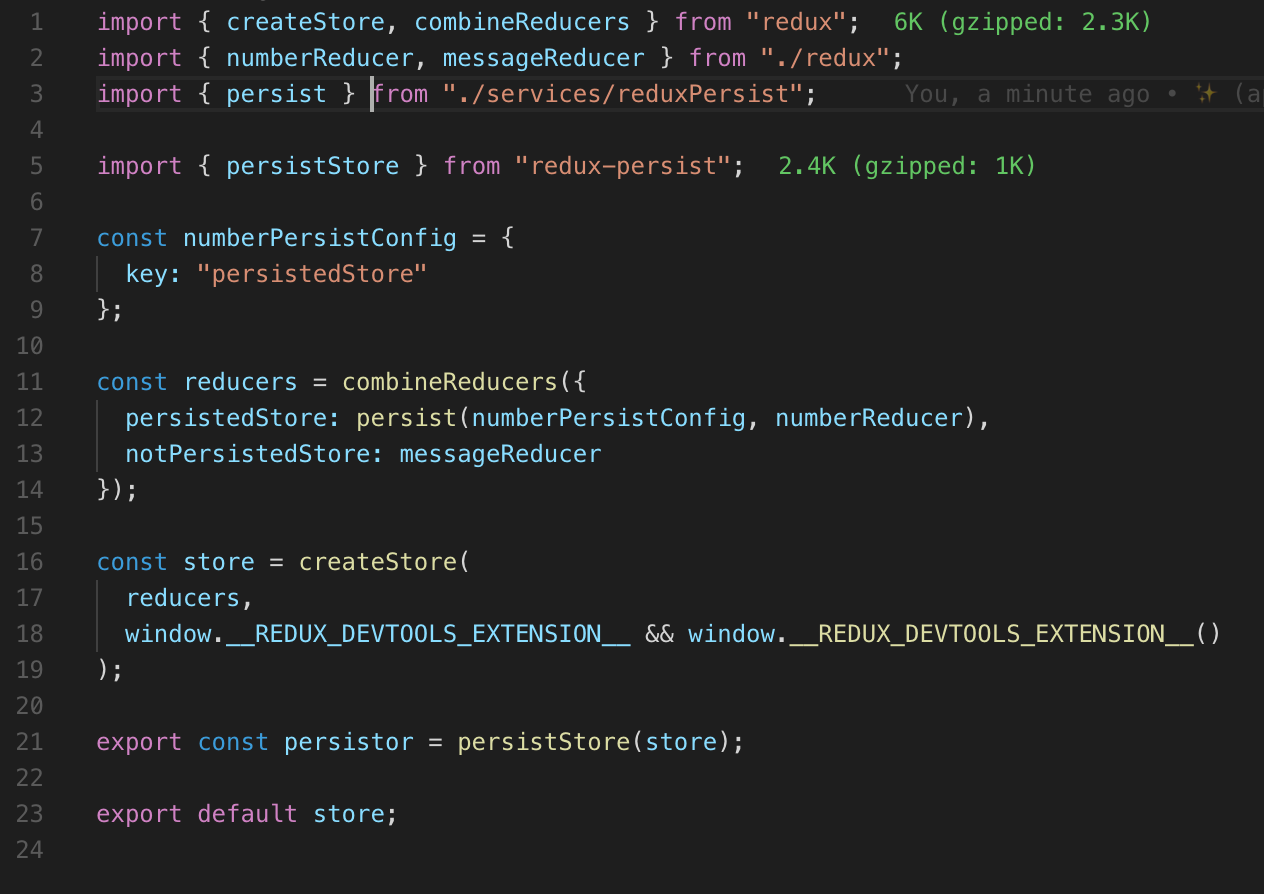 1 import { createStore, combineReducers } from "redux"; 6K (gzipped: 2.3K)
2 import { numberReducer, messageReducer } from "./redux";
3 import { persist } from "./services/reduxPersist"; You, a minute ago • ✨ (
4
5 import { persistStore } from "redux-persist"; 2.4K (gzipped: 1K)
6
7 const numberPersistConfig = {
8   key: "persistedStore"
9 };
10
11 const reducers = combineReducers({
12   persistedStore: persist(numberPersistConfig, numberReducer),
13   notPersistedStore: messageReducer
14 });
15
16 const store = createStore(
17   reducers,
18   window.__REDUX_DEVTOOLS_EXTENSION__ && window.__REDUX_DEVTOOLS_EXTENSION__()
19 );
20
21 export const persistor = persistStore(store);
22
23 export default store;
24